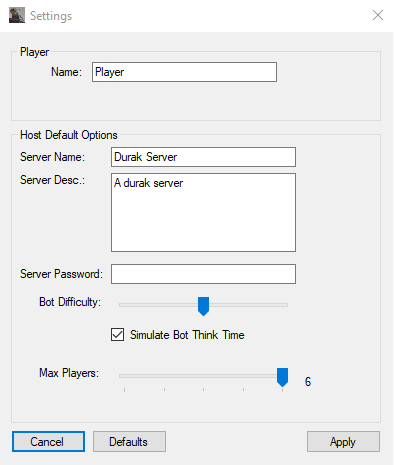 Settings
Player
Name: Player
Host Default Options
Server Name: Durak Server
Server Desc.: A durak server
Server Password:
Bot Difficulty:
Simulate Bot Think Time
Max Players: 6
Cancel Defaults Apply